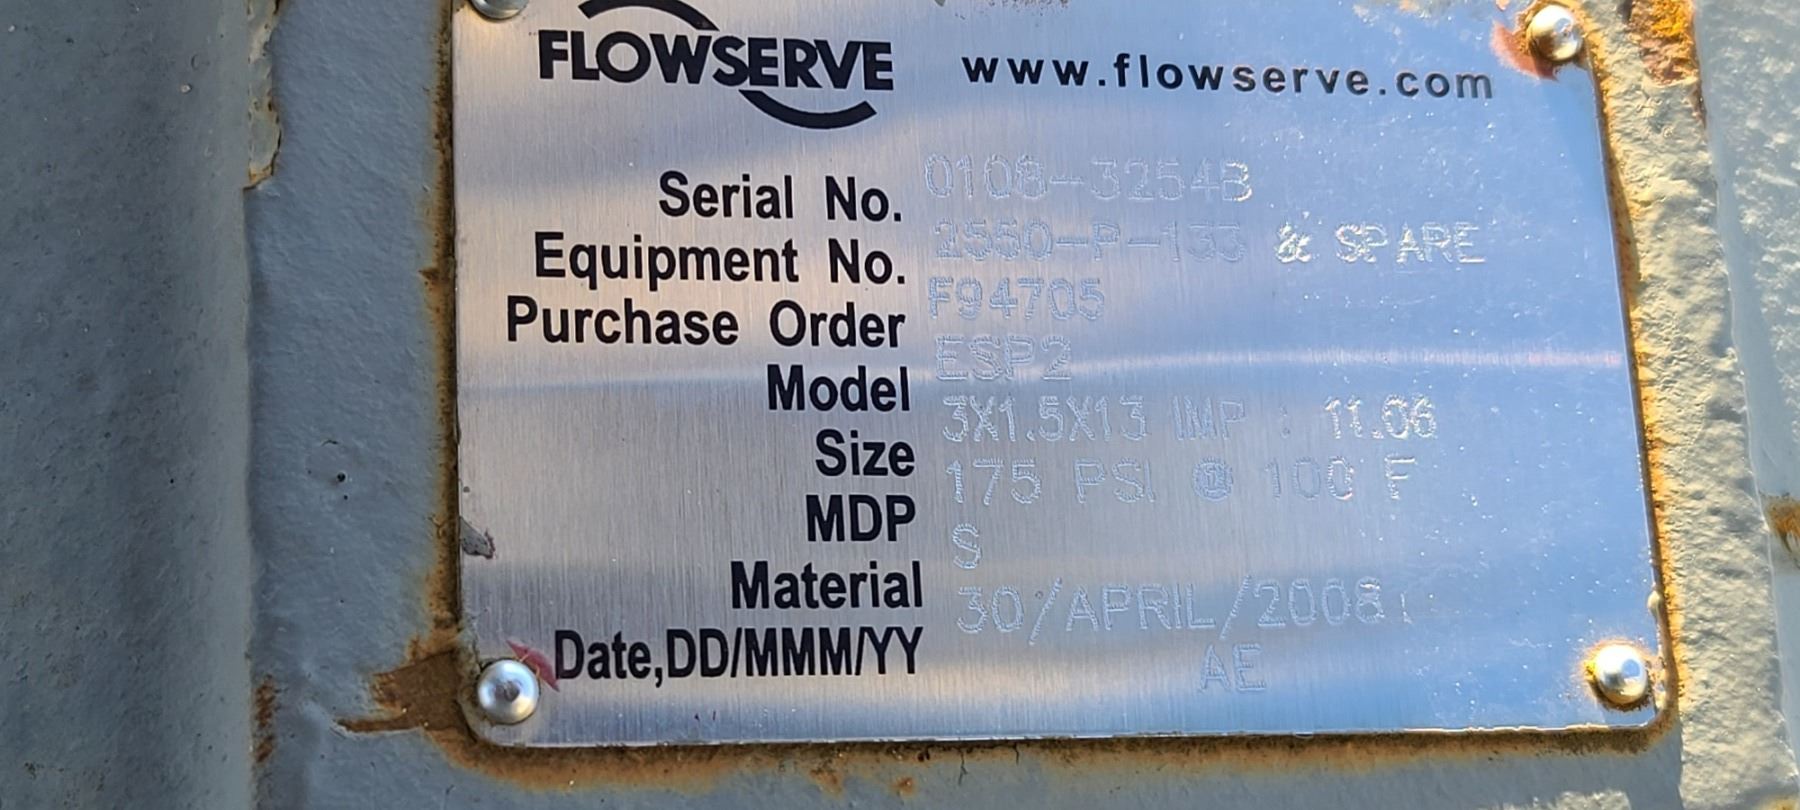 FLOWSERVE www.flowserve.com
Serial No. 0108-3254B
Equipment No. 2550-P-133 & SPARE
Purchase Order F94705
Model ESP2
Size 3X1.5X13 IMP : 11.06
MDP 175 PSI @ 100 F
Material S
Date,DD/MMM/YY 30/APRIL/2008
AE